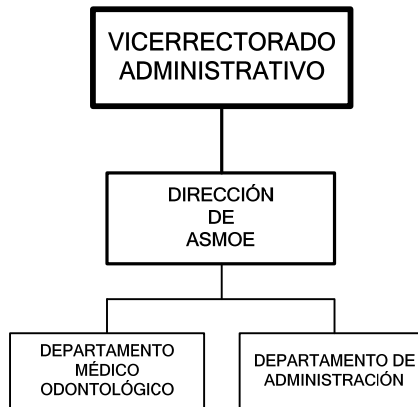 VICERRECTORADO
ADMINISTRATIVO
DIRECCIÓN
DE
ASMOE
DEPARTAMENTO
MÉDICO
ODONTOLÓGICO
DEPARTAMENTO DE
ADMINISTRACIÓN